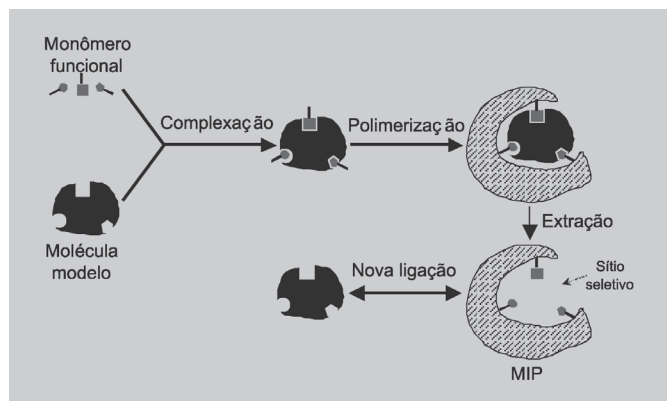 Monômero
funcional
Complexação
Polimerização
Molécula
modelo
Extração
Nova ligação
Sítio
seletivo
MIP